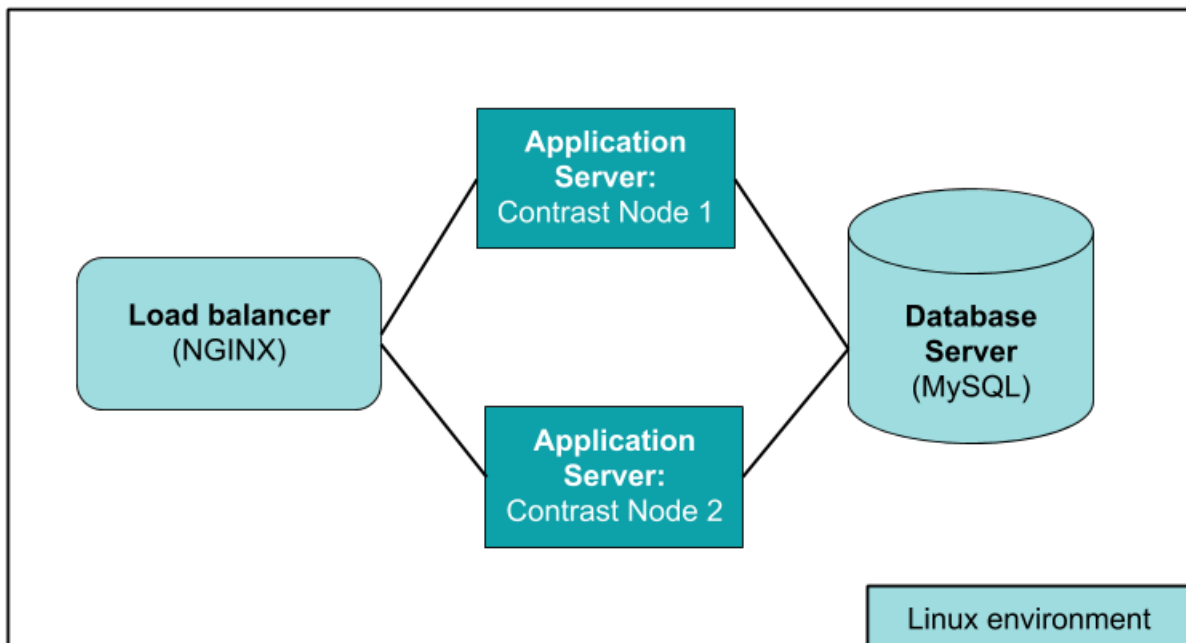 Application
Server:
Contrast Node 1
Load balancer
(NGINX)
Database
Server
(MySQL)
Application
Server:
Contrast Node 2
Linux environment